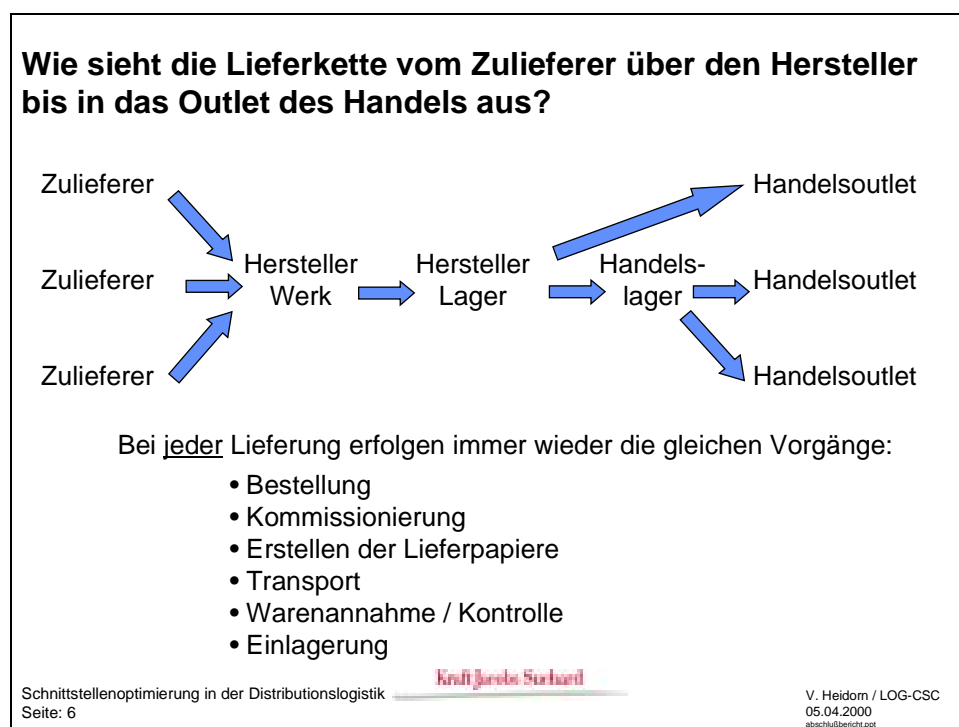 Wie sieht die Lieferkette vom Zulieferer über den Hersteller
bis in das Outlet des Handels aus?
Zulieferer
Handelsoutlet
Zulieferer
Hersteller
Werk
Hersteller
Lager
Handels-
lager
Handelsoutlet
Zulieferer
Handelsoutlet
Bei jeder Lieferung erfolgen immer wieder die gleichen Vorgänge:
• Bestellung
• Kommissionierung
• Erstellen der Lieferpapiere
• Transport
• Warenannahme / Kontrolle
• Einlagerung
Kraft Jacobs Suchard
Schnittstellenoptimierung in der Distributionslogistik
Seite: 6
V. Heidorn / LOG-CSC
05.04.2000
abschlußbericht.ppt